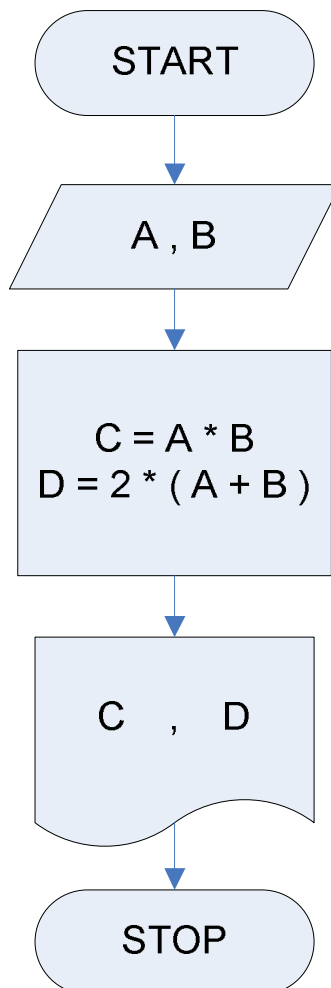 START
A , B
C = A * B
D = 2 * ( A + B )
C , D
STOP